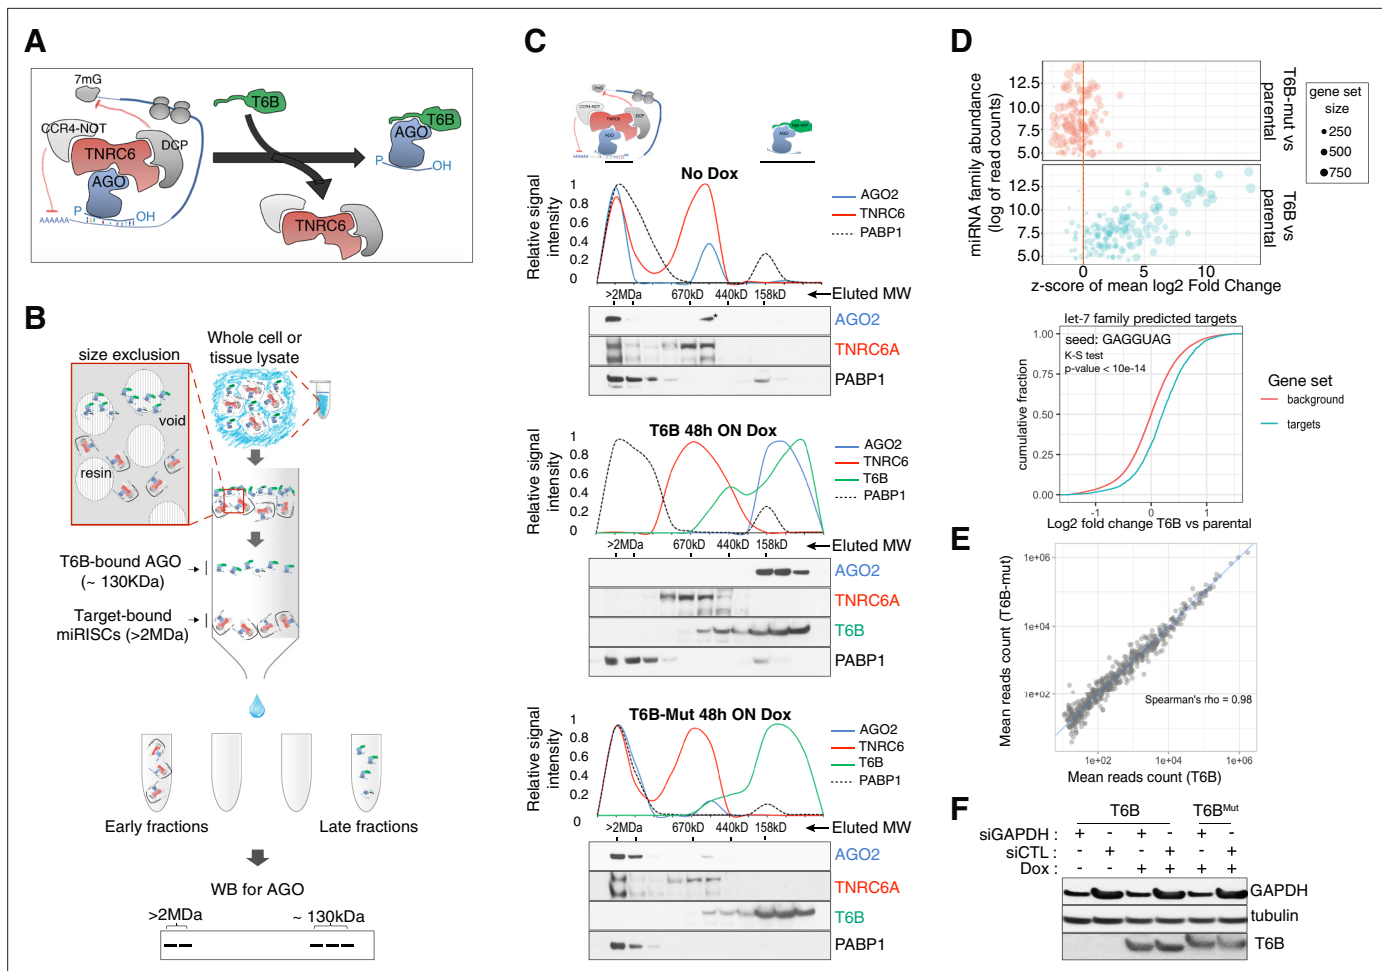 A
7mG
T6B
CCR4-NOT
DCP
TNRC6
AGO
P
OH
AAAAAA
AGO
T6B
P
OH
TNRC6
B
size exclusion
Whole cell or
tissue lysate
void
resin
T6B-bound AGO
(~ 130KDa)
Target-bound
miRISCs (>2MDa)
Early fractions
Late fractions
WB for AGO
>2MDa
~ 130kDa
C
7mG
CCR4-NOT
TNRC6
DCP
AGO
AAAAAA
AGO
No Dox
Relative signal
intensity
1
0.8
0.6
0.4
0.2
0
AGO2
TNRC6
PABP1
>2MDa
670kD
440kD
158kD
Eluted MW
AGO2
*
TNRC6A
PABP1
T6B 48h ON Dox
Relative signal
intensity
1
0.8
0.6
0.4
0.2
0
AGO2
TNRC6
T6B
PABP1
>2MDa
670kD
440kD
158kD
Eluted MW
AGO2
TNRC6A
T6B
PABP1
T6B-Mut 48h ON Dox
Relative signal
intensity
1
0.8
0.6
0.4
0.2
0
AGO2
TNRC6
T6B
PABP1
>2MDa
670kD
440kD
158kD
Eluted MW
AGO2
TNRC6A
T6B
PABP1
D
miRNA family abundance
(log of read counts)
12.5
10.0
7.5
5.0
T6B-mut vs
parental
12.5
10.0
7.5
5.0
T6B vs
parental
0
5
10
z-score of mean log2 Fold Change
gene set
size
250
500
750
let-7 family predicted targets
seed: GAGGUAG
K-S test
p-value < 10e-14
cumulative fraction
1.00
0.75
0.50
0.25
0.00
-1
0
1
Log2 fold change T6B vs parental
Gene set
background
targets
E
Mean reads count (T6B-mut)
1e+06
1e+04
1e+02
Spearman's rho = 0.98
1e+02
1e+04
1e+06
Mean reads count (T6B)
F
T6B
T6BMut
siGAPDH : + - + - + -
siCTL : - + - + - +
Dox : - - + + + +
GAPDH
tubulin
T6B